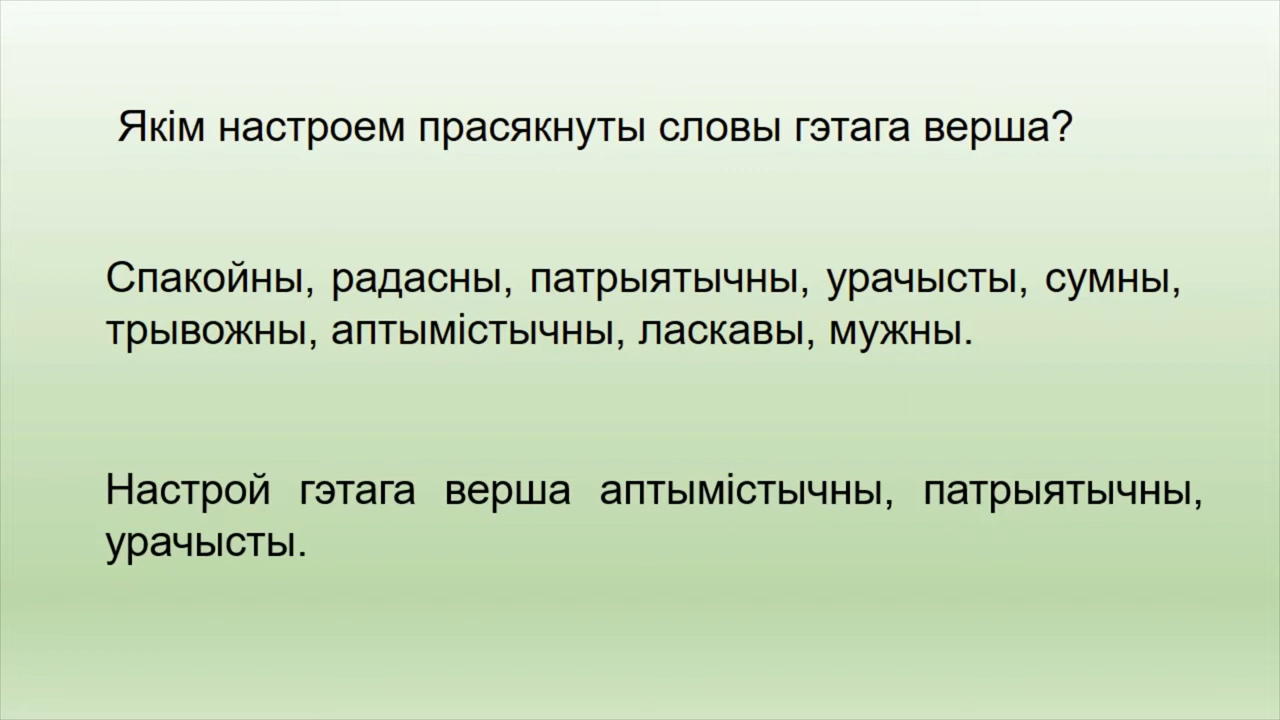 Якім настроем прасякнуты словы гэтага верша?
Спакойны, радасны, патрыятычны, урачысты, сумны,
трывожны, аптымістычны, ласкавы, мужны.
Настрой гэтага верша аптымістычны, патрыятычны,
урачысты.